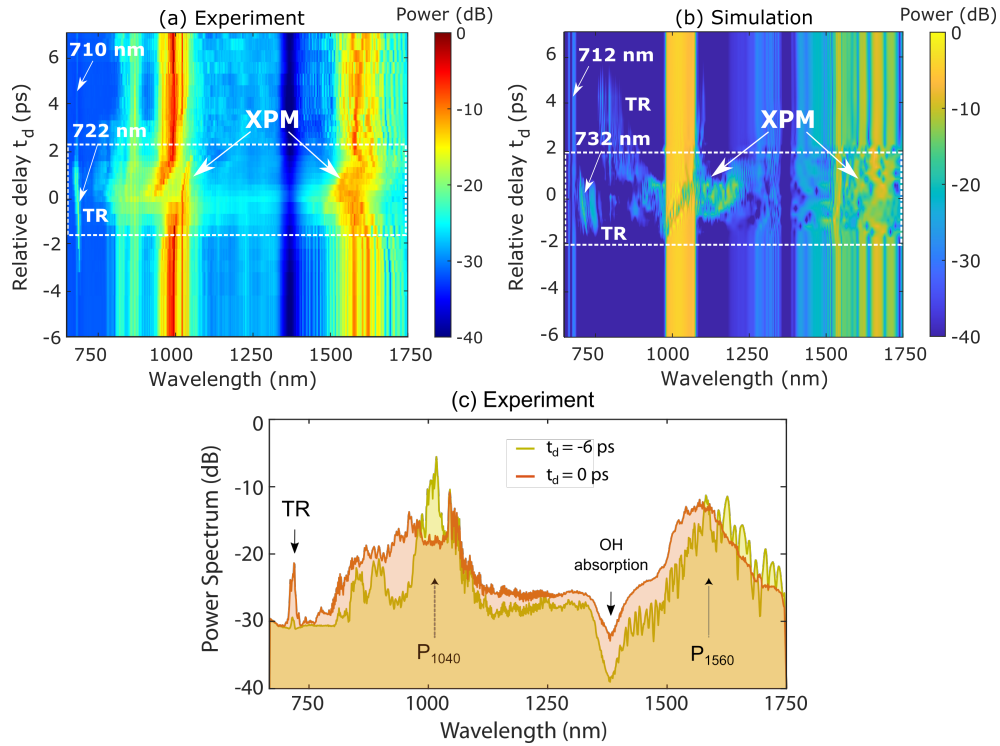 (a) Experiment
Power (dB)
(b) Simulation
Power (dB)
6
4
2
0
-2
-4
-6
Relative delay t_d (ps)
710 nm
722 nm
TR
XPM
750
1000
1250
1500
1750
Wavelength (nm)
0
-10
-20
-30
-40
6
4
2
0
-2
-4
-6
Relative delay t_d (ps)
712 nm
TR
732 nm
XPM
TR
750
1000
1250
1500
1750
Wavelength (nm)
0
-10
-20
-30
-40
(c) Experiment
0
-10
-20
-30
-40
Power Spectrum (dB)
t_d = -6 ps
t_d = 0 ps
TR
OH
absorption
P_1040
P_1560
750
1000
1250
1500
1750
Wavelength (nm)